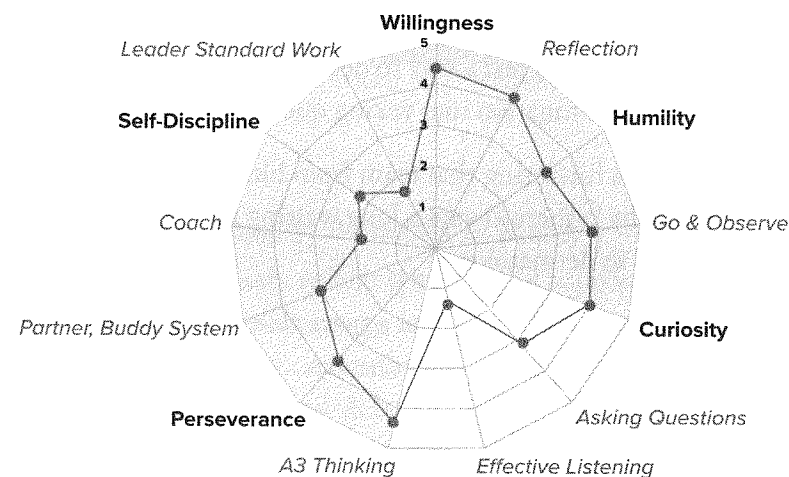 Willingness
Leader Standard Work
5
Reflection
4
Self-Discipline
3
Humility
2
1
Coach
Go & Observe
Partner, Buddy System
Curiosity
Perseverance
Asking Questions
A3 Thinking
Effective Listening